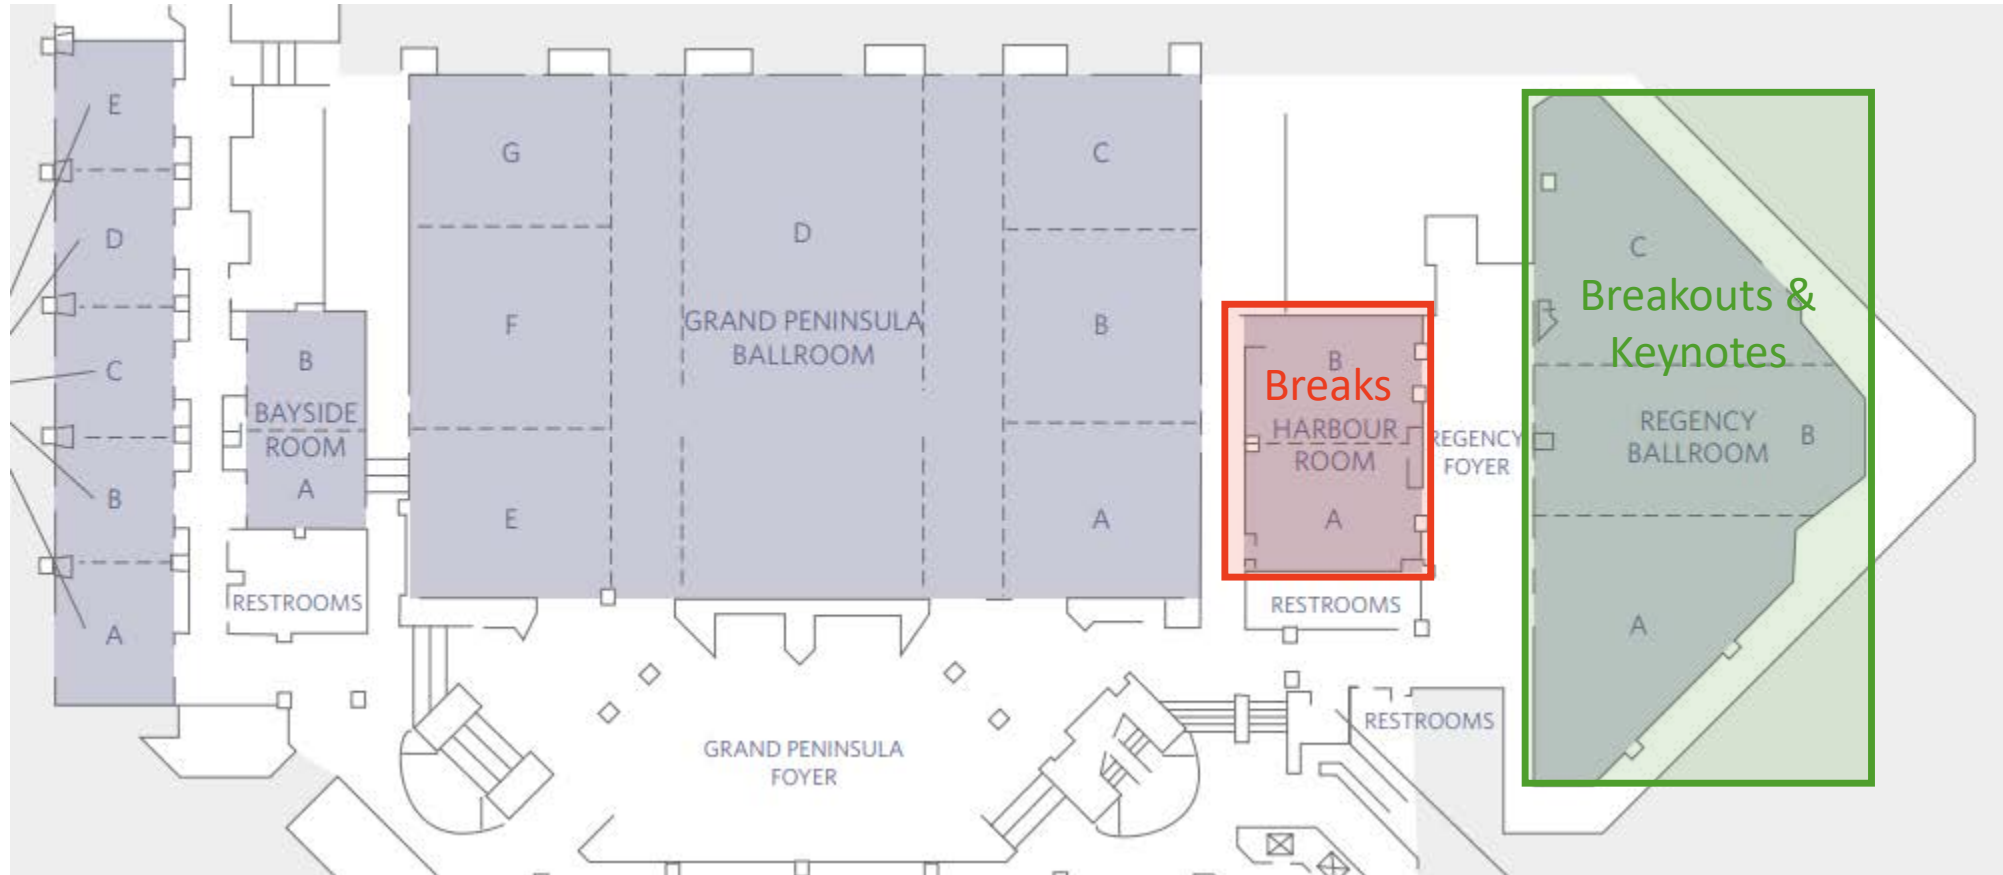 E
D
C
B
A
B
BAYSIDE
ROOM
A
RESTROOMS
G
F
E
D
GRAND PENINSULA
BALLROOM
C
B
A
GRAND PENINSULA
FOYER
B
Breaks
HARBOUR
ROOM
A
RESTROOMS
REGENCY
FOYER
RESTROOMS
C
Breakouts &
Keynotes
REGENCY
BALLROOM
B
A